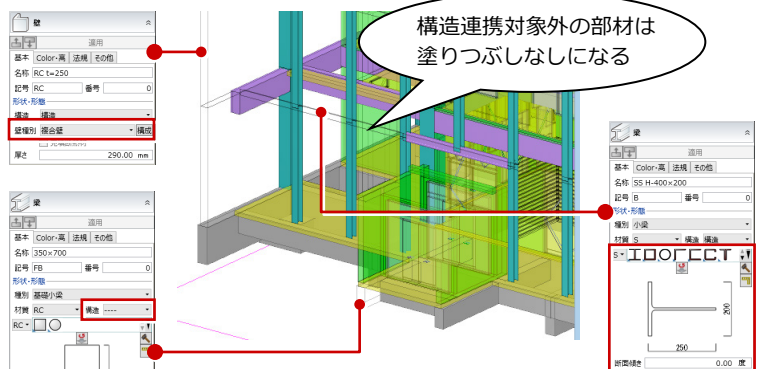 壁
適用
基本 Color・高 法規 その他
名称 RC t=250
記号 RC 番号 0
形状・形態
構造 構造
壁種別 複合壁 構成
厚さ 290.00 mm
構造連携対象外の部材は
塗りつぶしなしになる
梁
適用
基本 Color・高 法規 その他
名称 350×700
記号 FB 番号 0
形状・形態
種別 基礎小梁
材質 RC 構造 ----
RC
梁
適用
基本 Color・高 法規 その他
名称 SS H-400×200
記号 B 番号 0
形状・形態
種別 小梁
材質 S 構造 構造
S
200
250
断面傾き 0.00 度